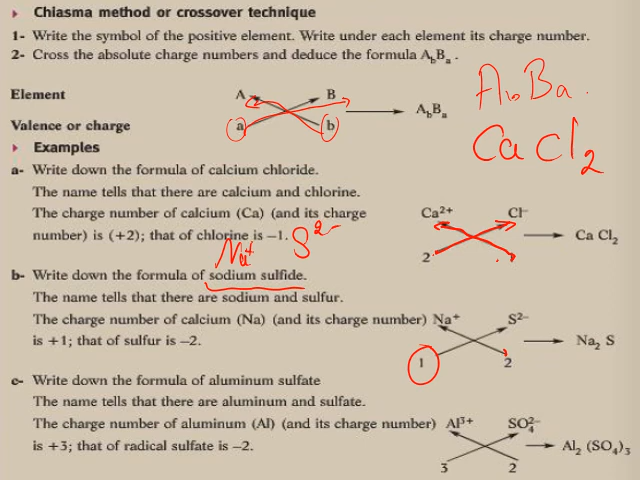 ▸ Chiasma method or crossover technique
1- Write the symbol of the positive element. Write under each element its charge number.
2- Cross the absolute charge numbers and deduce the formula AbBa .
AbBa.
Element A B AbBa
CaCl2
Valence or charge a b
▸ Examples
a- Write down the formula of calcium chloride.
The name tells that there are calcium and chlorine.
The charge number of calcium (Ca) (and its charge Ca2+ Cl-
number) is (+2); that of chlorine is –1. Ca Cl2
Na+ S2-
2
b- Write down the formula of sodium sulfide.
The name tells that there are sodium and sulfur.
The charge number of calcium (Na) (and its charge number) Na+ S2–
is +1; that of sulfur is –2. Na2 S
1 2
c- Write down the formula of aluminum sulfate
The name tells that there are aluminum and sulfate.
The charge number of aluminum (Al) (and its charge number) Al3+ SO42–
is +3; that of radical sulfate is –2. Al2 (SO4)3
3 2